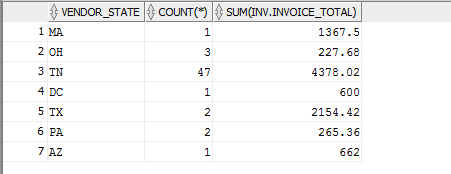 VENDOR_STATE COUNT(*) SUM(INV.INVOICE_TOTAL)
1 MA 1 1367.5
2 OH 3 227.68
3 TN 47 4378.02
4 DC 1 600
5 TX 2 2154.42
6 PA 2 265.36
7 AZ 1 662